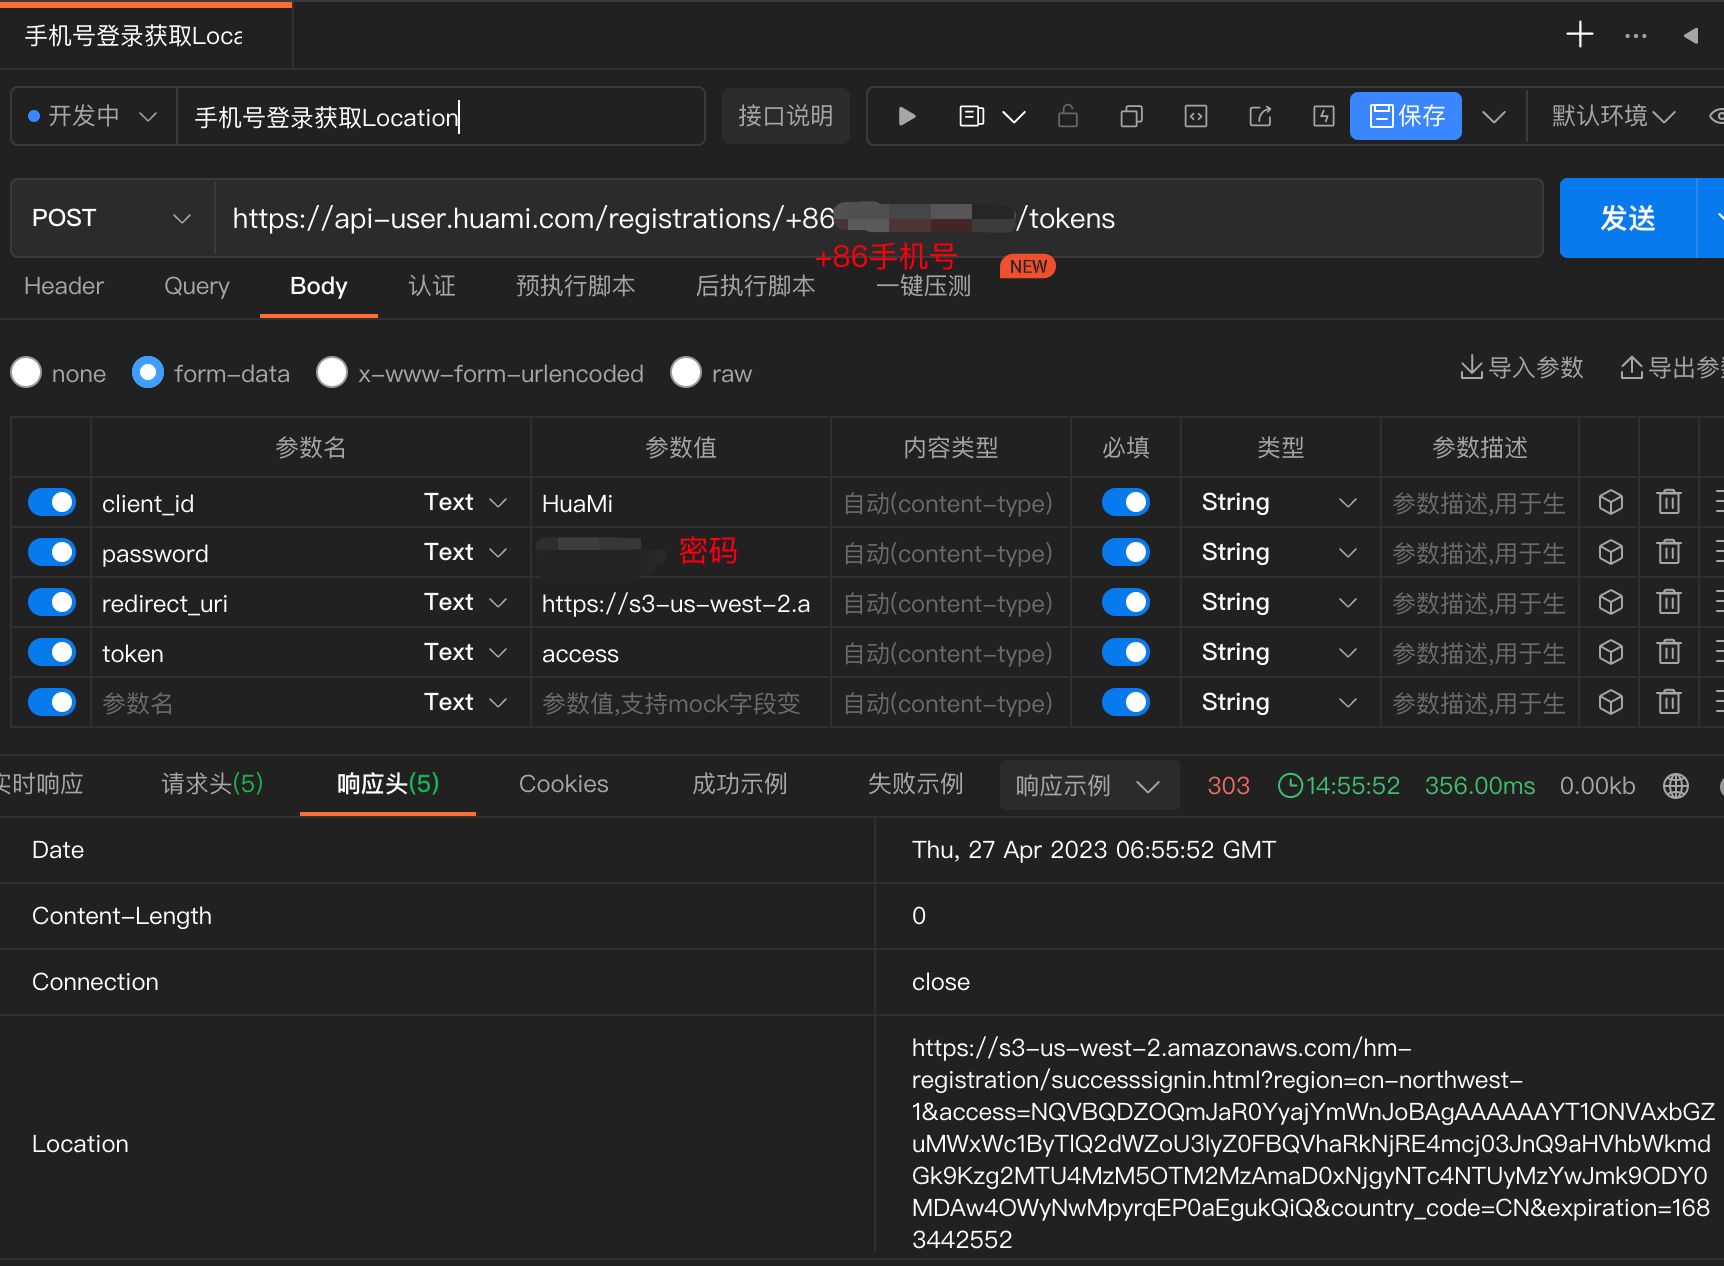 手机号登录获取Loca
开发中
手机号登录获取Location
接口说明
保存
默认环境
POST
https://api-user.huami.com/registrations/+86
/tokens
发送
+86手机号
NEW
Header
Query
Body
认证
预执行脚本
后执行脚本
一键压测
none
form-data
x-www-form-urlencoded
raw
导入参数
导出参数
参数名
参数值
内容类型
必填
类型
参数描述
client_id
Text
HuaMi
自动(content-type)
String
参数描述,用于生
password
Text
密码
自动(content-type)
String
参数描述,用于生
redirect_uri
Text
https://s3-us-west-2.a
自动(content-type)
String
参数描述,用于生
token
Text
access
自动(content-type)
String
参数描述,用于生
参数名
Text
参数值,支持mock字段变
自动(content-type)
String
参数描述,用于生
实时响应
请求头(5)
响应头(5)
Cookies
成功示例
失败示例
响应示例
303
14:55:52
356.00ms
0.00kb
Date
Thu, 27 Apr 2023 06:55:52 GMT
Content-Length
0
Connection
close
Location
https://s3-us-west-2.amazonaws.com/hm-
registration/successsignin.html?region=cn-northwest-
1&access=NQVBQDZOQmJaR0YyajYmWnJoBAgAAAAAAYT1ONVAxbGZ
uMWxWc1ByTlQ2dWZoU3lyZ0FBQVhaRkNjRE4mcj03JnQ9aHVhbWkmd
Gk9Kzg2MTU4MzM5OTM2MzAmaD0xNjgyNTc4NTUyMzYwJmk9ODY0
MDAw4OWyNwMpyrqEP0aEgukQiQ&country_code=CN&expiration=168
3442552